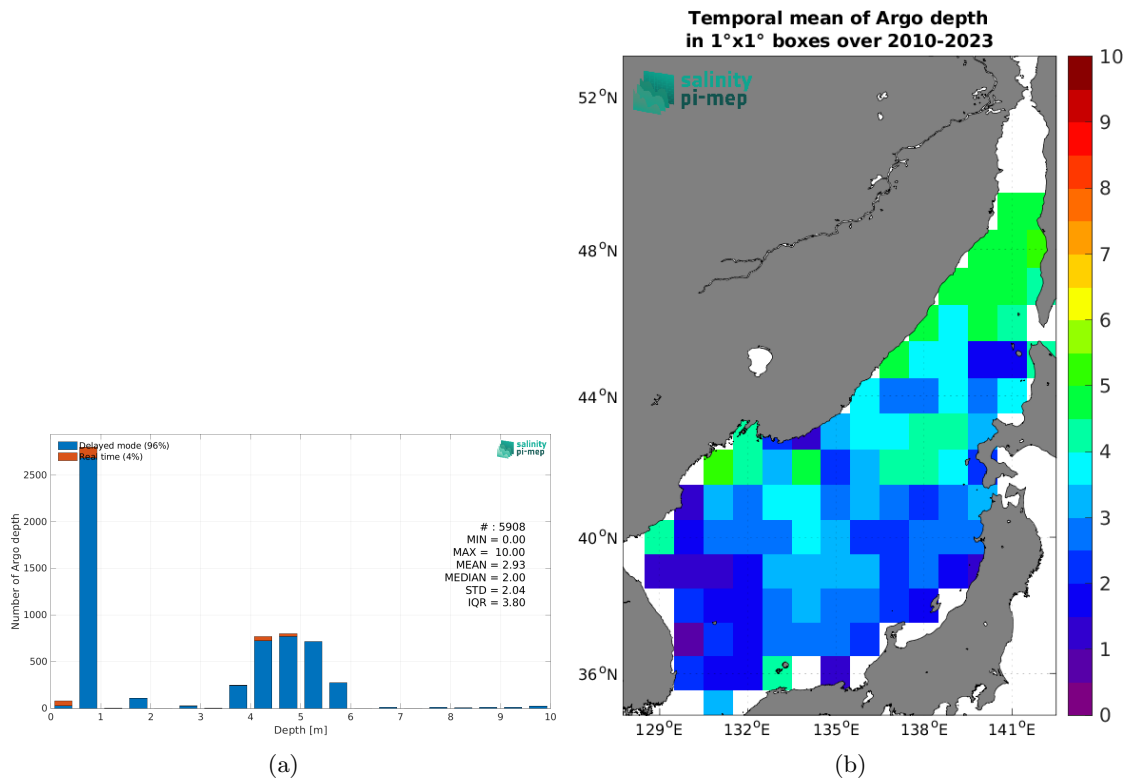 Delayed mode (96%)
Real time (4%)
salinity
pi-mep
# : 5908
MIN = 0.00
MAX = 10.00
MEAN = 2.93
MEDIAN = 2.00
STD = 2.04
IQR = 3.80
Number of Argo depth
2500
2000
1500
1000
500
0
0 1 2 3 4 5 6 7 8 9 10
Depth [m]
(a)
Temporal mean of Argo depth
in 1°x1° boxes over 2010-2023
salinity
pi-mep
52°N
48°N
44°N
40°N
36°N
129°E 132°E 135°E 138°E 141°E
10
9
8
7
6
5
4
3
2
1
0
(b)